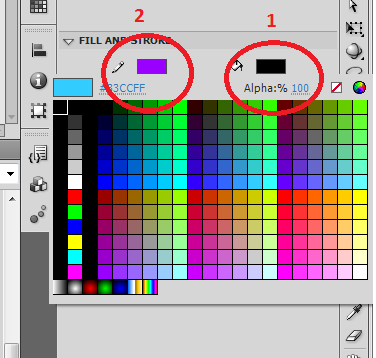 2
1
FILL AND STROKE
#33CCFF
Alpha:% 100